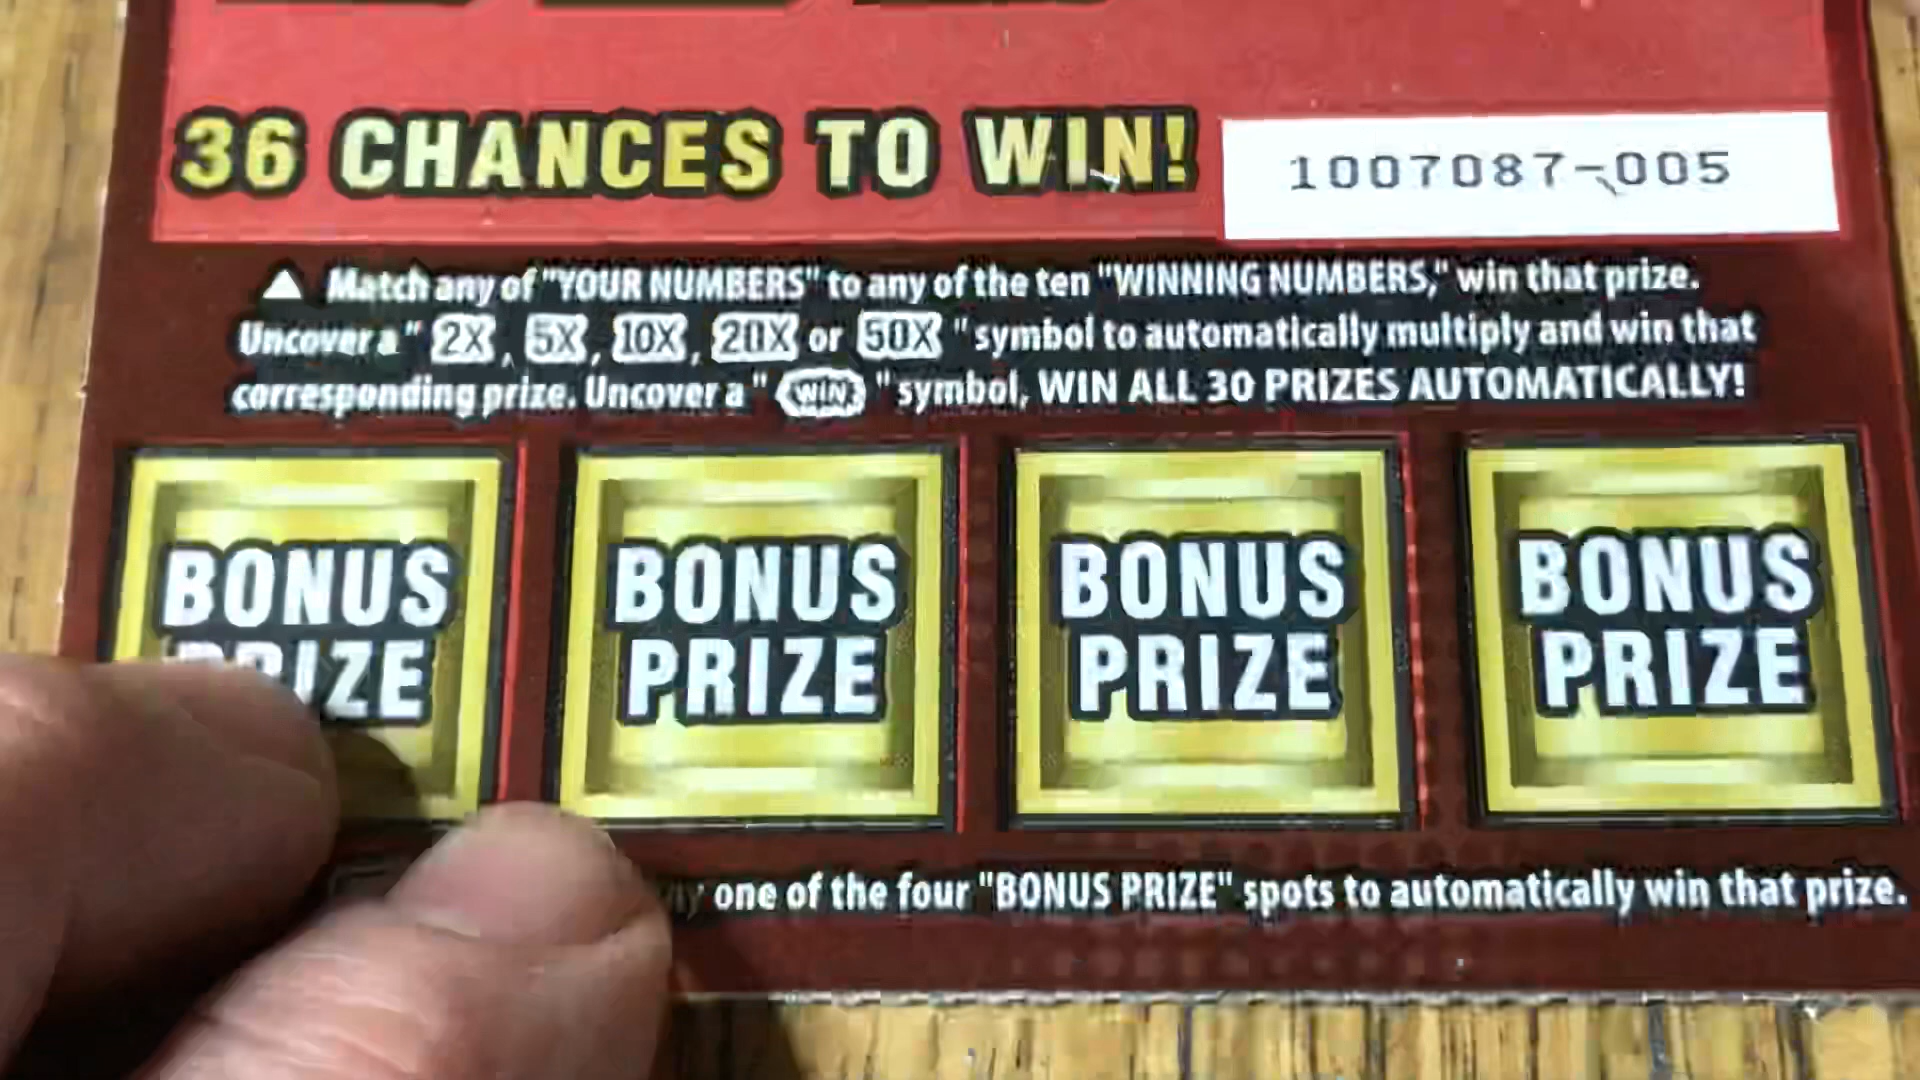 36 CHANCES TO WIN!
1007087-005
▲ Match any of "YOUR NUMBERS" to any of the ten "WINNING NUMBERS," win that prize.
Uncover a " 2X , 5X , 10X , 20X or 50X " symbol to automatically multiply and win that
corresponding prize. Uncover a " WIN " symbol, WIN ALL 30 PRIZES AUTOMATICALLY!
BONUS
PRIZE
BONUS
PRIZE
BONUS
PRIZE
BONUS
PRIZE
one of the four "BONUS PRIZE" spots to automatically win that prize.